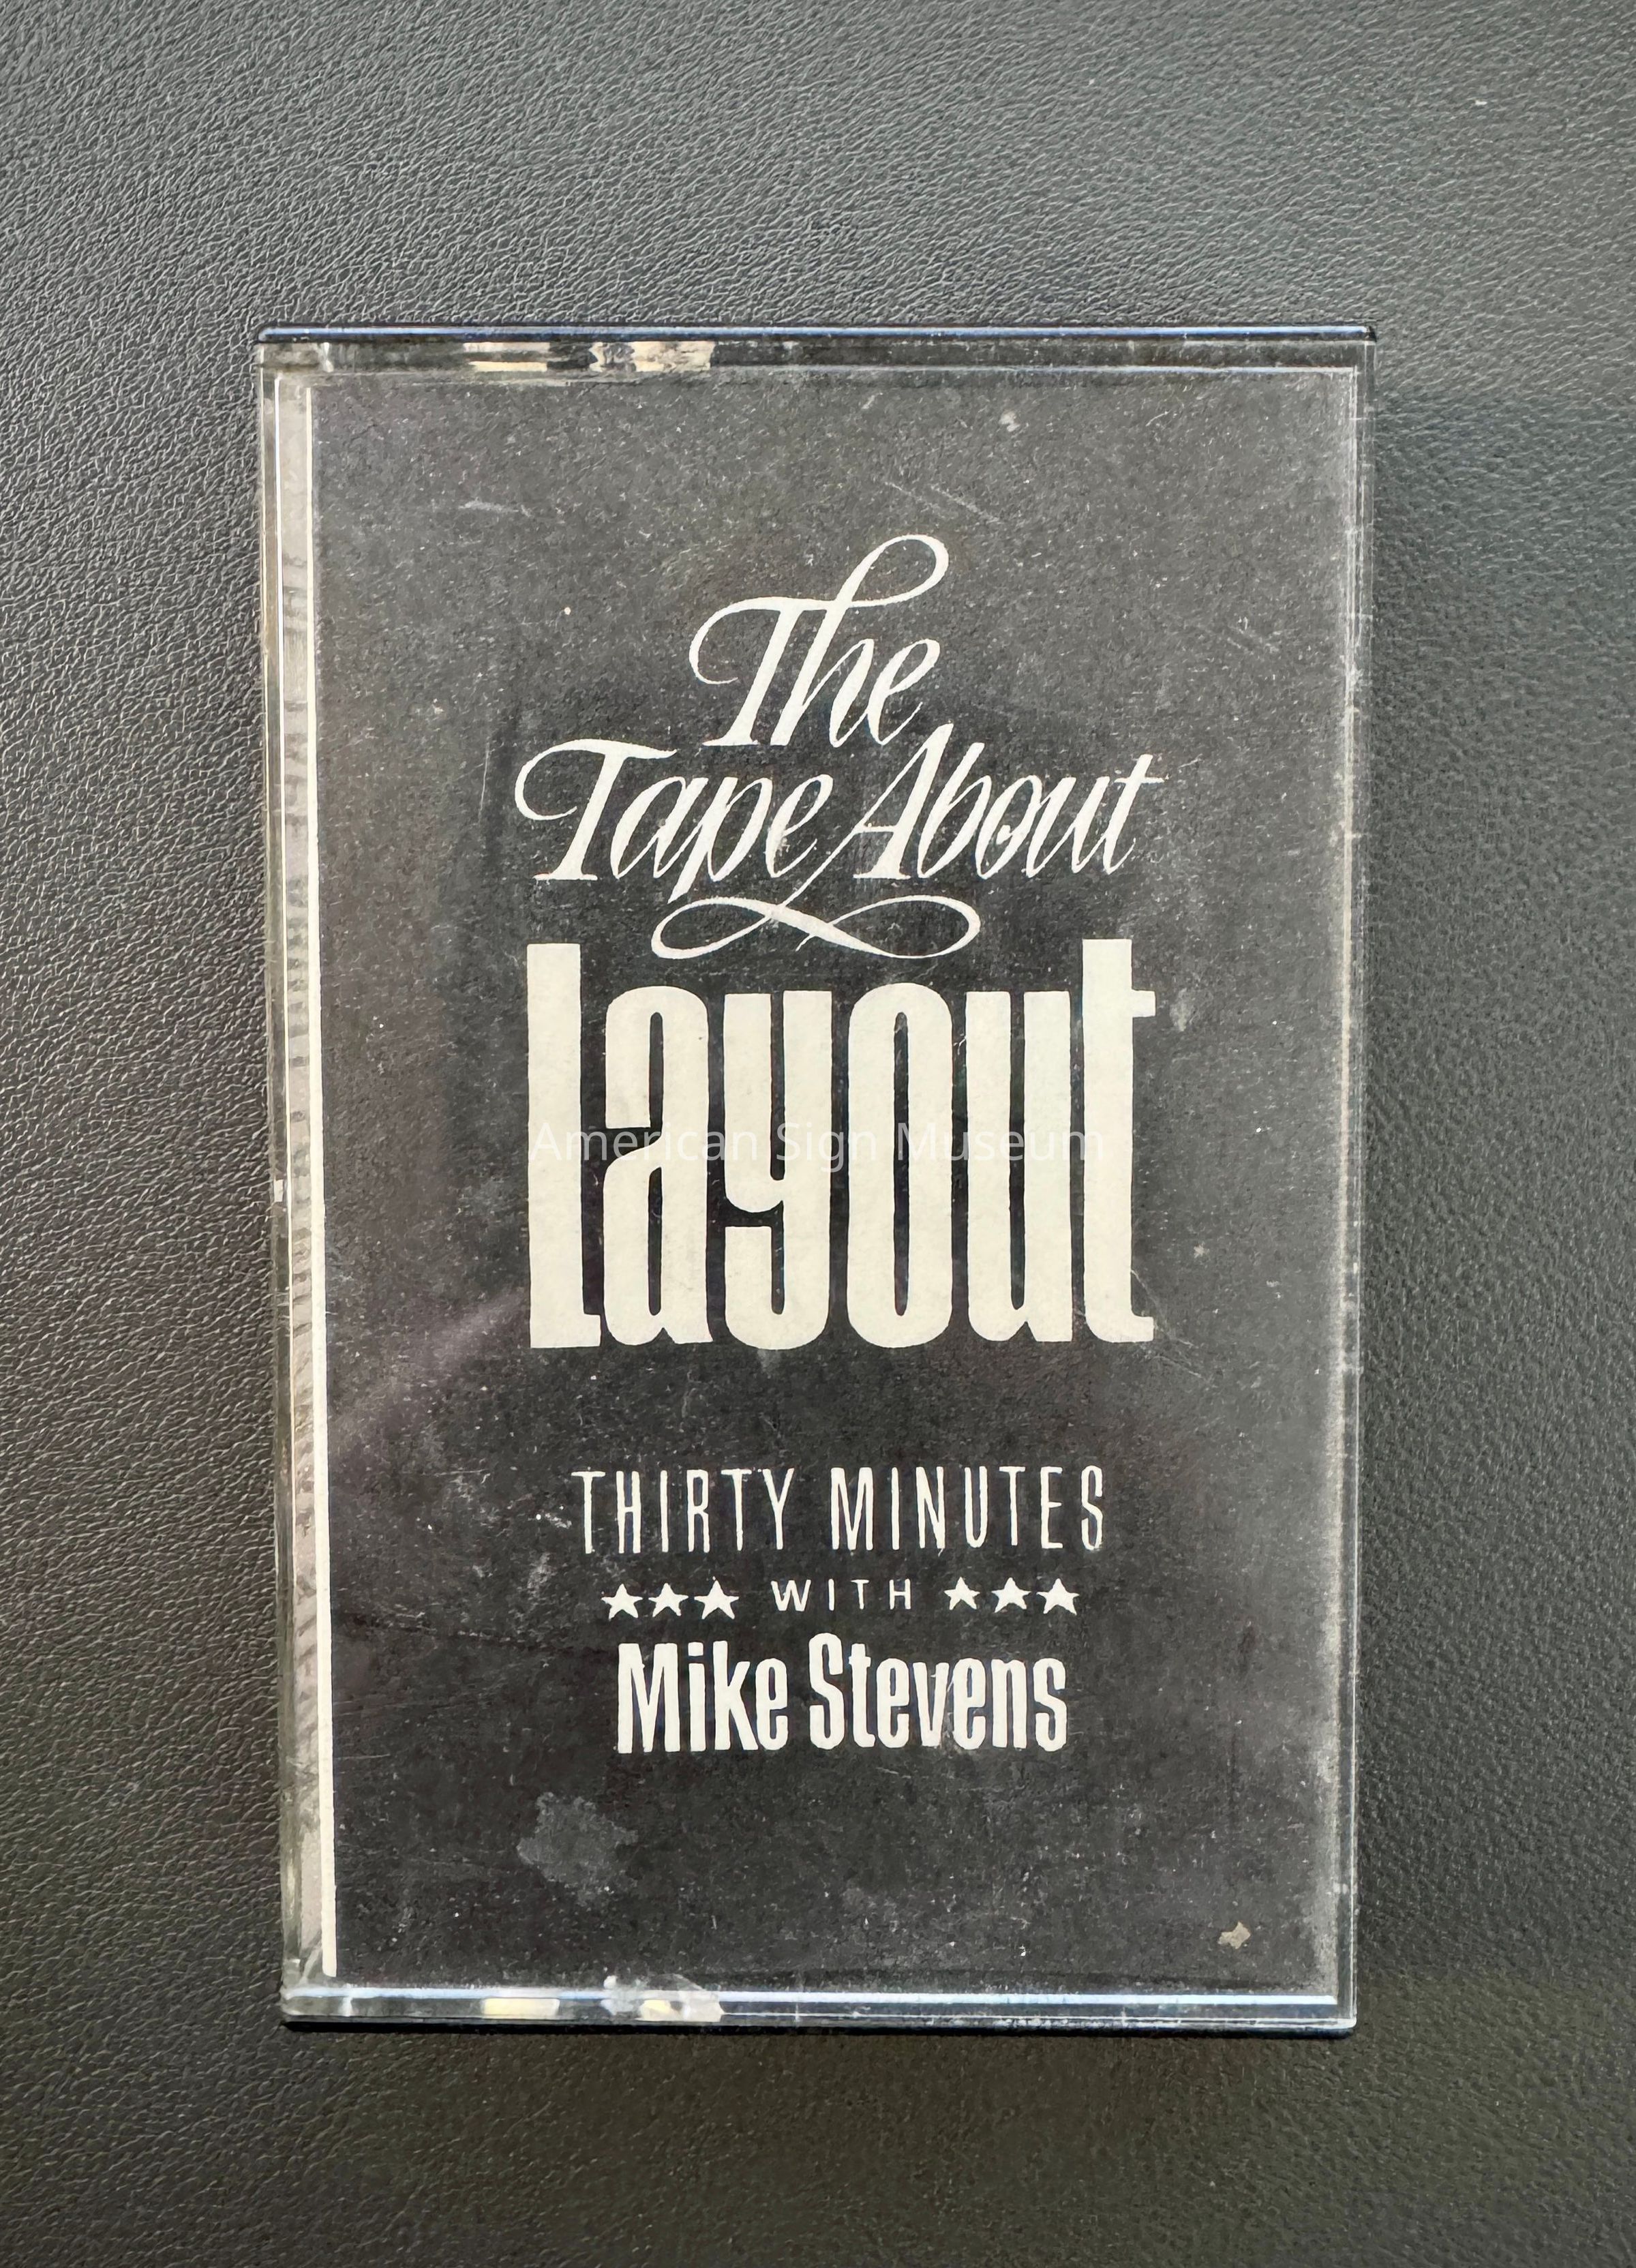 The
Tape About
Layout
American Sign Museum
THIRTY MINUTES
★★★ WITH ★★★
Mike Stevens